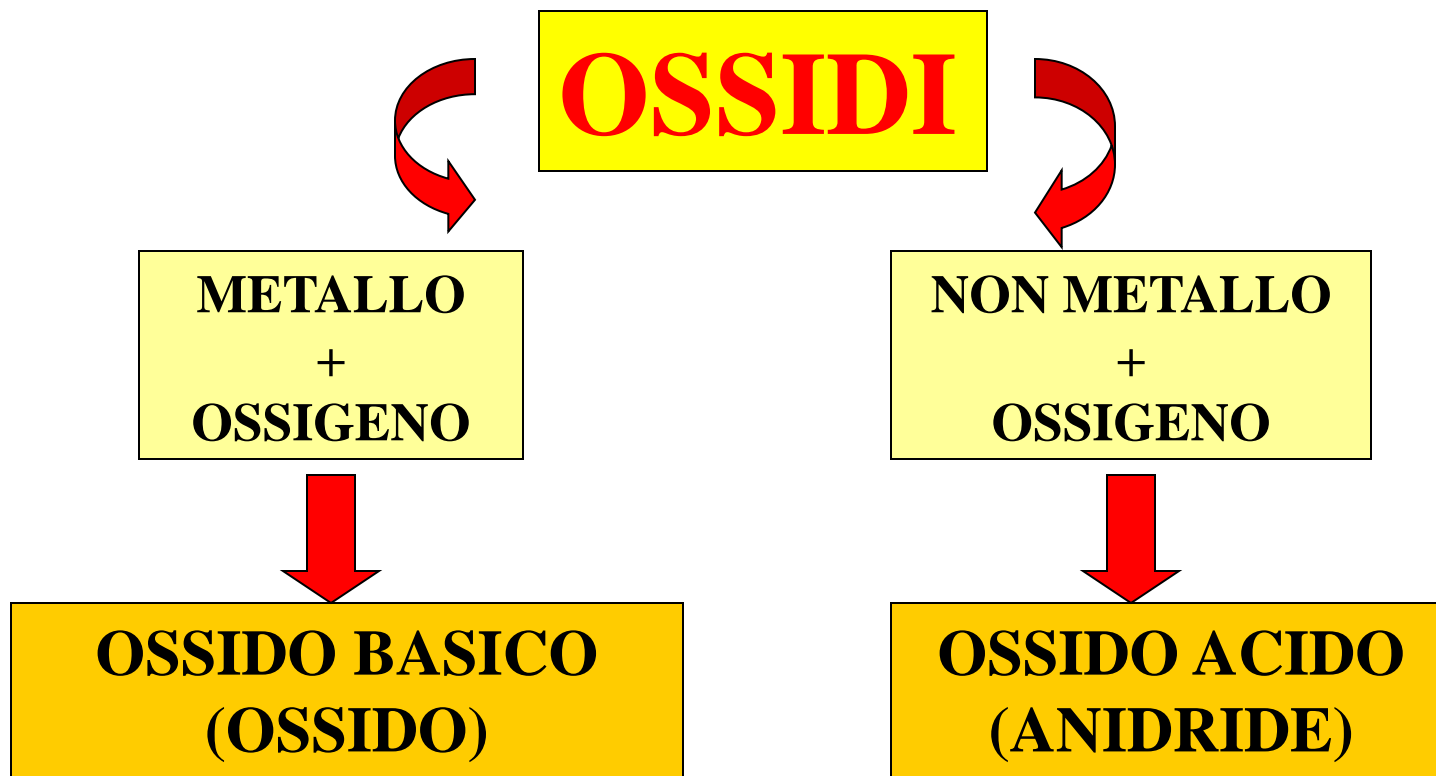 OSSIDI
METALLO
+
OSSIGENO
NON METALLO
+
OSSIGENO
OSSIDO BASICO
(OSSIDO)
OSSIDO ACIDO
(ANIDRIDE)